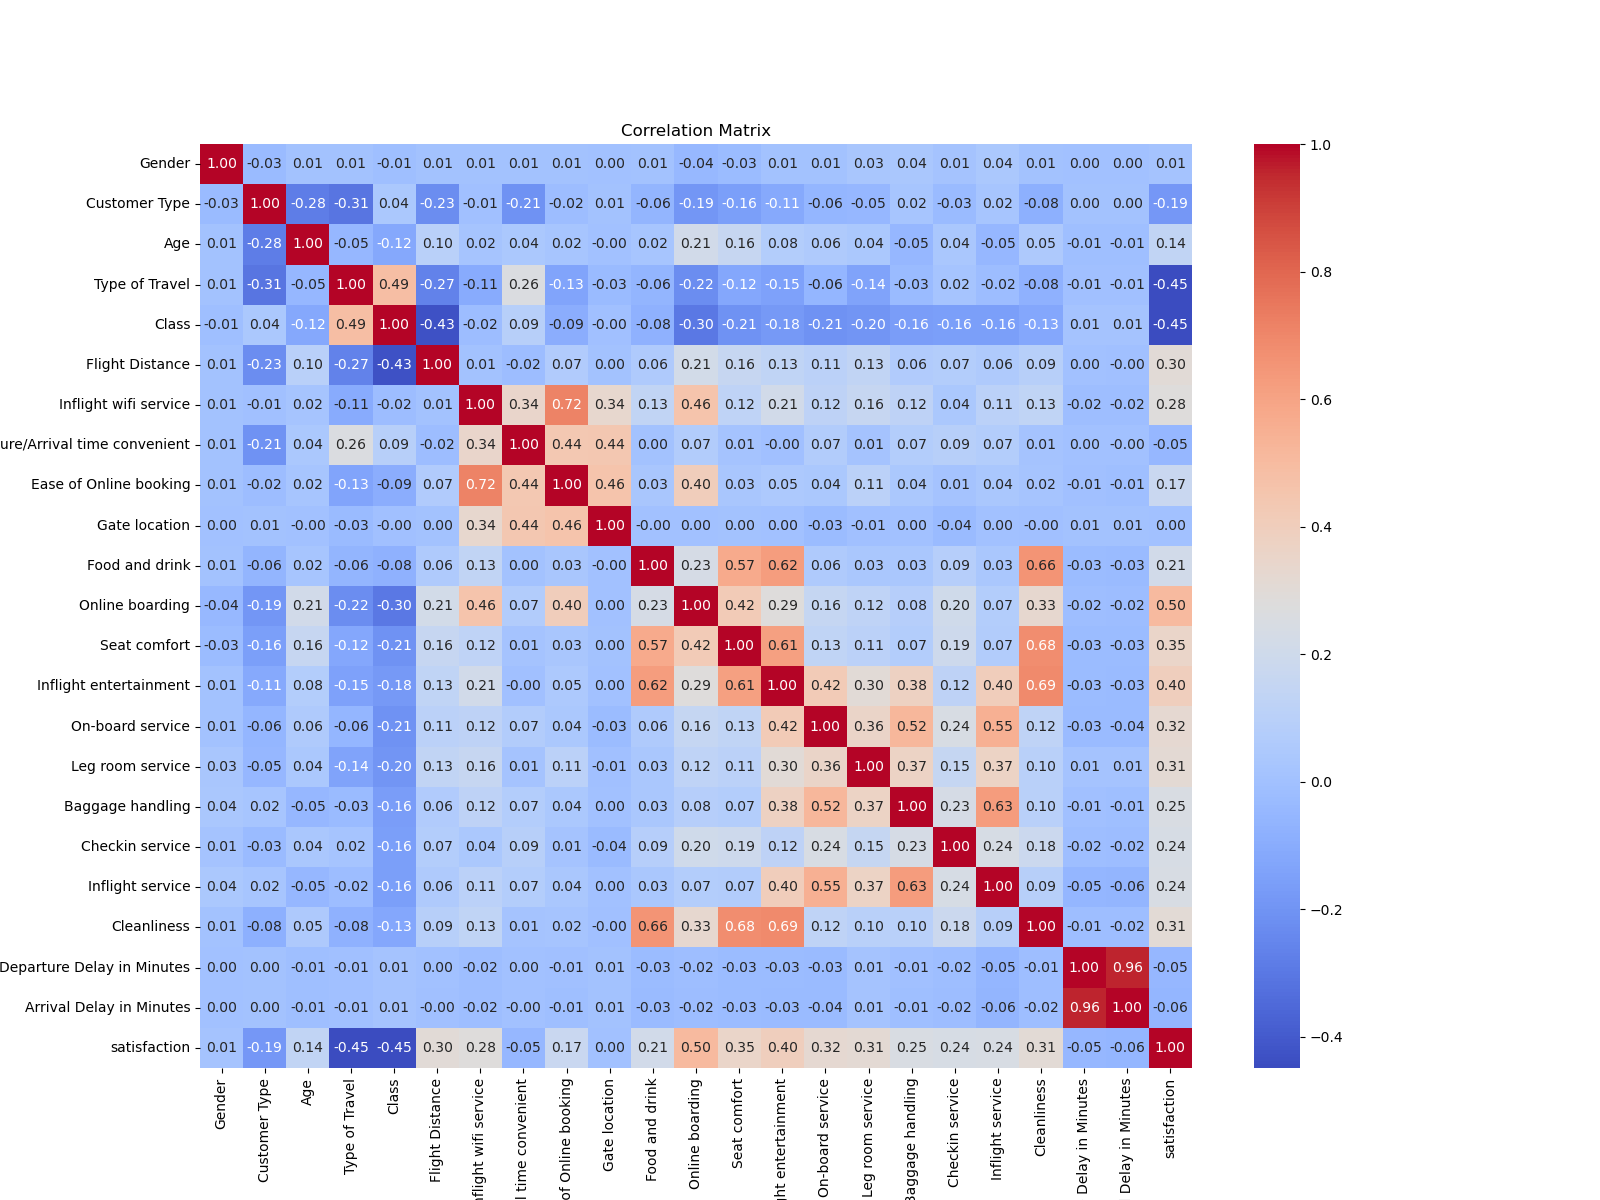 Correlation Matrix
Gender 1.00 -0.03 0.01 0.01 -0.01 0.01 0.01 0.01 0.01 0.00 0.01 -0.04 -0.03 0.01 0.01 0.03 0.04 0.01 0.04 0.01 0.00 0.00 0.01
Customer Type -0.03 1.00 -0.28 -0.31 0.04 -0.23 -0.01 -0.21 -0.02 0.01 -0.06 -0.19 -0.16 -0.11 -0.06 -0.05 0.02 -0.03 0.02 -0.08 0.00 0.00 -0.19
Age 0.01 -0.28 1.00 -0.05 -0.12 0.10 0.02 0.04 0.02 -0.00 0.02 0.21 0.16 0.08 0.06 0.04 -0.05 0.04 -0.05 0.05 -0.01 -0.01 0.14
Type of Travel 0.01 -0.31 -0.05 1.00 0.49 -0.27 -0.11 0.26 -0.13 -0.03 -0.06 -0.22 -0.12 -0.15 -0.06 -0.14 -0.03 0.02 -0.02 -0.08 -0.01 -0.01 -0.45
Class -0.01 0.04 -0.12 0.49 1.00 -0.43 -0.02 0.09 -0.09 -0.00 -0.08 -0.30 -0.21 -0.18 -0.21 -0.20 -0.16 -0.16 -0.16 -0.13 0.01 0.01 -0.45
Flight Distance 0.01 -0.23 0.10 -0.27 -0.43 1.00 0.01 -0.02 0.07 0.00 0.06 0.21 0.16 0.13 0.11 0.13 0.06 0.07 0.06 0.09 0.00 -0.00 0.30
Inflight wifi service 0.01 -0.01 0.02 -0.11 -0.02 0.01 1.00 0.34 0.72 0.34 0.13 0.46 0.12 0.21 0.12 0.16 0.12 0.04 0.11 0.13 -0.02 -0.02 0.28
ure/Arrival time convenient 0.01 -0.21 0.04 0.26 0.09 -0.02 0.34 1.00 0.44 0.44 0.00 0.07 0.01 -0.00 0.07 0.01 0.07 0.09 0.07 0.01 0.00 -0.00 -0.05
Ease of Online booking 0.01 -0.02 0.02 -0.13 -0.09 0.07 0.72 0.44 1.00 0.46 0.03 0.40 0.03 0.05 0.04 0.11 0.04 0.01 0.04 0.02 -0.01 -0.01 0.17
Gate location 0.00 0.01 -0.00 -0.03 -0.00 0.00 0.34 0.44 0.46 1.00 -0.00 0.00 0.00 0.00 -0.03 -0.01 0.00 -0.04 0.00 -0.00 0.01 0.01 0.00
Food and drink 0.01 -0.06 0.02 -0.06 -0.08 0.06 0.13 0.00 0.03 -0.00 1.00 0.23 0.57 0.62 0.06 0.03 0.03 0.09 0.03 0.66 -0.03 -0.03 0.21
Online boarding -0.04 -0.19 0.21 -0.22 -0.30 0.21 0.46 0.07 0.40 0.00 0.23 1.00 0.42 0.29 0.16 0.12 0.08 0.20 0.07 0.33 -0.02 -0.02 0.50
Seat comfort -0.03 -0.16 0.16 -0.12 -0.21 0.16 0.12 0.01 0.03 0.00 0.57 0.42 1.00 0.61 0.13 0.11 0.07 0.19 0.07 0.68 -0.03 -0.03 0.35
Inflight entertainment 0.01 -0.11 0.08 -0.15 -0.18 0.13 0.21 -0.00 0.05 0.00 0.62 0.29 0.61 1.00 0.42 0.30 0.38 0.12 0.40 0.69 -0.03 -0.03 0.40
On-board service 0.01 -0.06 0.06 -0.06 -0.21 0.11 0.12 0.07 0.04 -0.03 0.06 0.16 0.13 0.42 1.00 0.36 0.52 0.24 0.55 0.12 -0.03 -0.04 0.32
Leg room service 0.03 -0.05 0.04 -0.14 -0.20 0.13 0.16 0.01 0.11 -0.01 0.03 0.12 0.11 0.30 0.36 1.00 0.37 0.15 0.37 0.10 0.01 0.01 0.31
Baggage handling 0.04 0.02 -0.05 -0.03 -0.16 0.06 0.12 0.07 0.04 0.00 0.03 0.08 0.07 0.38 0.52 0.37 1.00 0.23 0.63 0.10 -0.01 -0.01 0.25
Checkin service 0.01 -0.03 0.04 0.02 -0.16 0.07 0.04 0.09 0.01 -0.04 0.09 0.20 0.19 0.12 0.24 0.15 0.23 1.00 0.24 0.18 -0.02 -0.02 0.24
Inflight service 0.04 0.02 -0.05 -0.02 -0.16 0.06 0.11 0.07 0.04 0.00 0.03 0.07 0.07 0.40 0.55 0.37 0.63 0.24 1.00 0.09 -0.05 -0.06 0.24
Cleanliness 0.01 -0.08 0.05 -0.08 -0.13 0.09 0.13 0.01 0.02 -0.00 0.66 0.33 0.68 0.69 0.12 0.10 0.10 0.18 0.09 1.00 -0.01 -0.02 0.31
Departure Delay in Minutes 0.00 0.00 -0.01 -0.01 0.01 0.00 -0.02 0.00 -0.01 0.01 -0.03 -0.02 -0.03 -0.03 -0.03 0.01 -0.01 -0.02 -0.05 -0.01 1.00 0.96 -0.05
Arrival Delay in Minutes 0.00 0.00 -0.01 -0.01 0.01 -0.00 -0.02 -0.00 -0.01 0.01 -0.03 -0.02 -0.03 -0.03 -0.04 0.01 -0.01 -0.02 -0.06 -0.02 0.96 1.00 -0.06
satisfaction 0.01 -0.19 0.14 -0.45 -0.45 0.30 0.28 -0.05 0.17 0.00 0.21 0.50 0.35 0.40 0.32 0.31 0.25 0.24 0.24 0.31 -0.05 -0.06 1.00
Gender
Customer Type
Age
Type of Travel
Class
Flight Distance
nflight wifi service
l time convenient
of Online booking
Gate location
Food and drink
Online boarding
Seat comfort
ght entertainment
On-board service
Leg room service
Baggage handling
Checkin service
Inflight service
Cleanliness
Delay in Minutes
Delay in Minutes
satisfaction
1.0
0.8
0.6
0.4
0.2
0.0
−0.2
−0.4